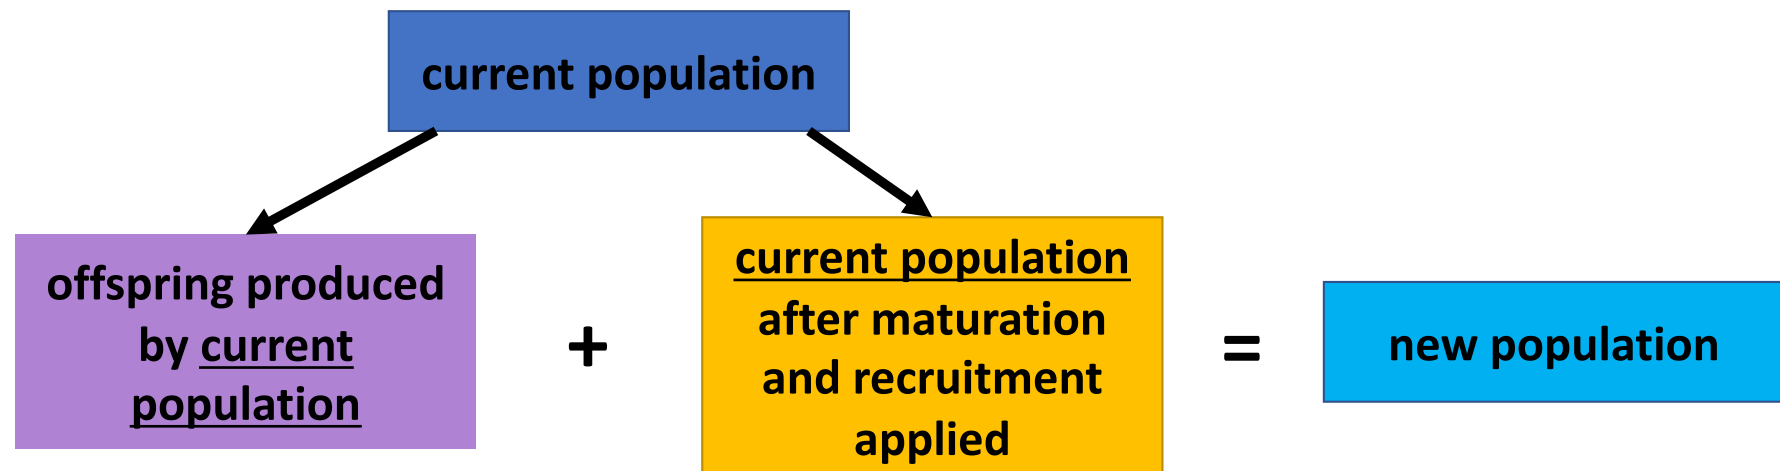 current population
offspring produced
by current
population
+
current population
after maturation
and recruitment
applied
=
new population